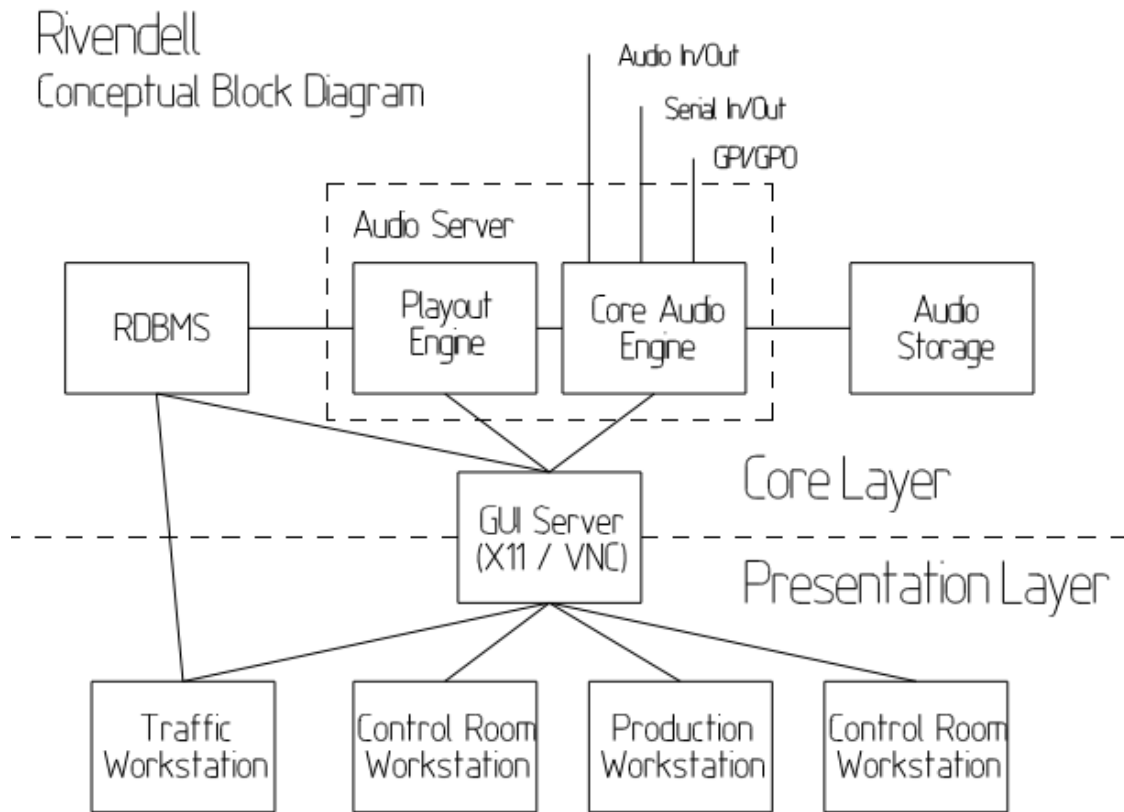 Rivendell
Conceptual Block Diagram
Audio In/Out
Serial In/Out
GPI/GPO
Audio Server
RDBMS
Playout
Engine
Core Audio
Engine
Audio
Storage
Core Layer
GUI Server
(X11 / VNC)
Presentation Layer
Traffic
Workstation
Control Room
Workstation
Production
Workstation
Control Room
Workstation